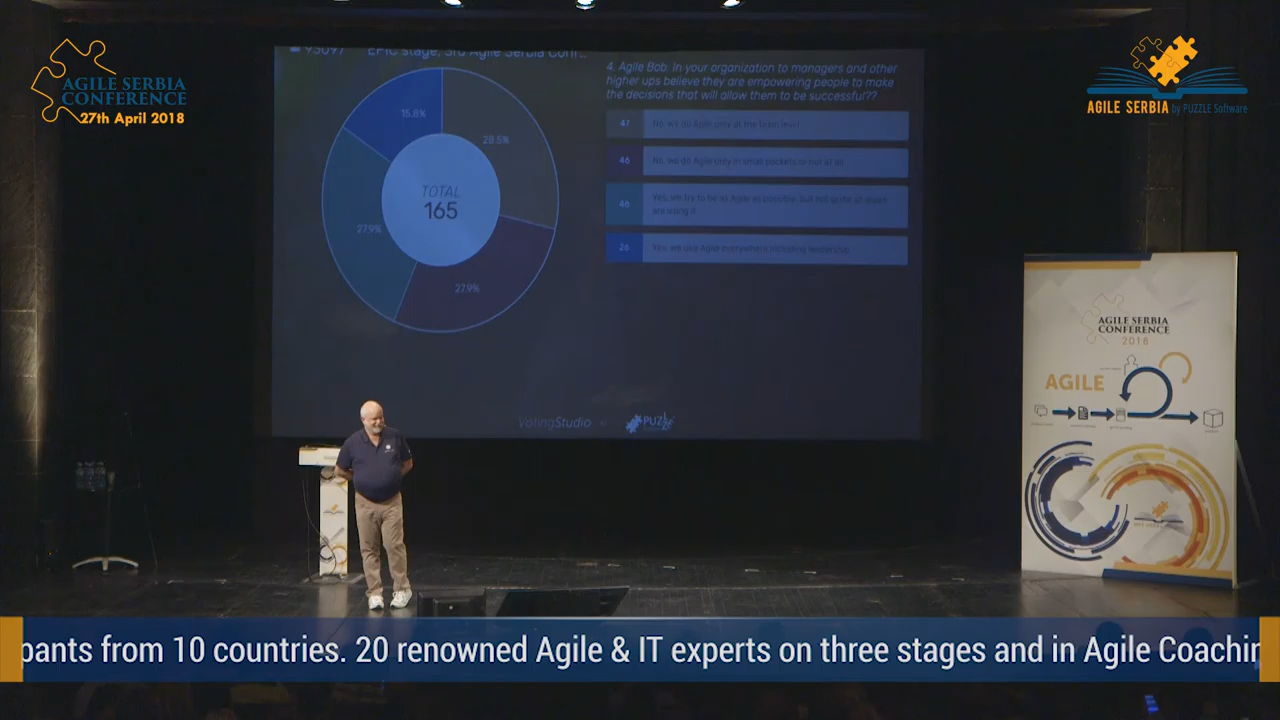 AGILE SERBIA
CONFERENCE
27th April 2018
AGILE SERBIA by PUZZLE Software
93097 EPIC stage, 3rd Agile Serbia Conf...
4. Agile Bob: In your organization to managers and other
higher ups believe they are empowering people to make
the decisions that will allow them to be successful??
15.8%
28.5%
27.9%
27.9%
TOTAL
165
47 No, we do Agile only at the team level
46 No, we do Agile only in small pockets or not at all
46 Yes, we try to be as Agile as possible, but not quite all areas
are using it
26 Yes, we use Agile everywhere including leadership
VotingStudio
PUZZLE
AGILE SERBIA
CONFERENCE
2018
AGILE
pants from 10 countries. 20 renowned Agile & IT experts on three stages and in Agile Coachin